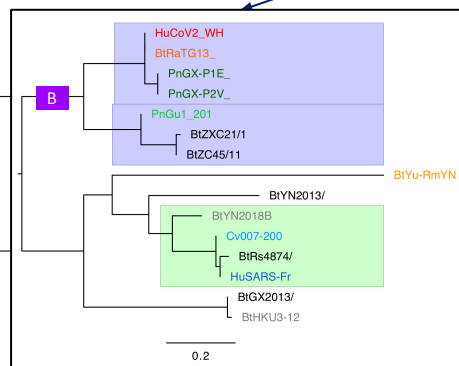 HuCoV2_WH
BtRaTG13_
PnGX-P1E_
PnGX-P2V_
B
PnGu1_201
BtZXC21/1
BtZC45/11
BtYu-RmYN
BtYN2013/
BtYN2018B
Cv007-200
BtRs4874/
HuSARS-Fr
BtGX2013/
BtHKU3-12
0.2